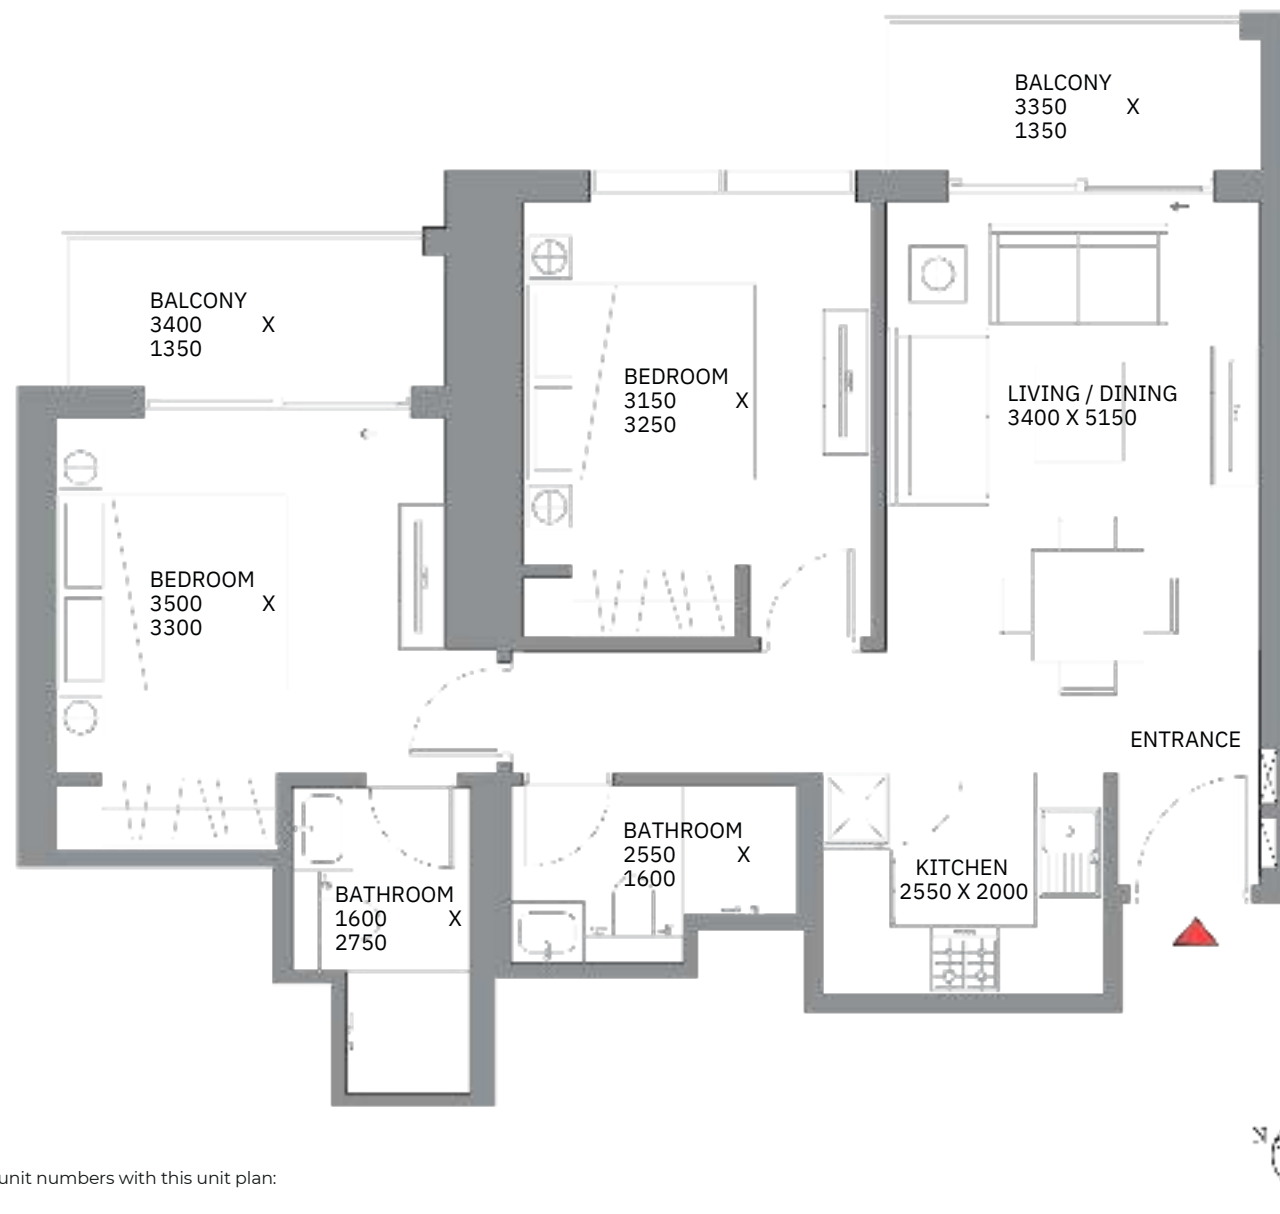 BALCONY
3350 X
1350
BALCONY
3400 X
1350
BEDROOM
3150 X
3250
LIVING / DINING
3400 X 5150
BEDROOM
3500 X
3300
ENTRANCE
BATHROOM
2550 X
1600
KITCHEN
2550 X 2000
BATHROOM
1600 X
2750
N
unit numbers with this unit plan: